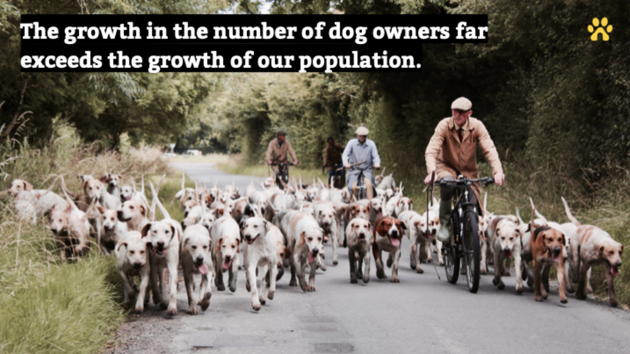 The growth in the number of dog owners far
exceeds the growth of our population.